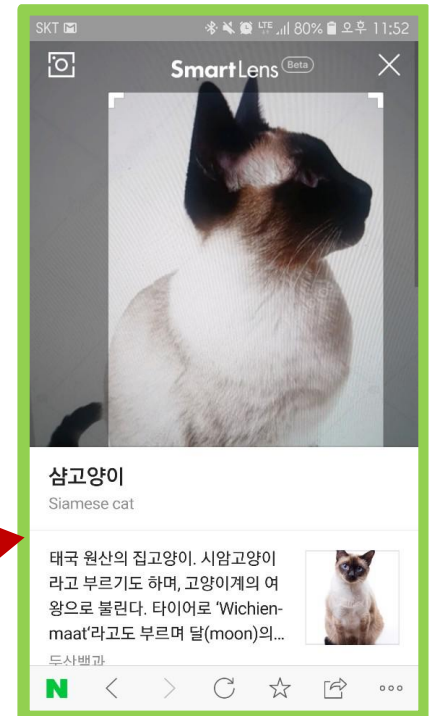 SKT LTE 80% 오후 11:52
SmartLens Beta
샴고양이
Siamese cat
태국 원산의 집고양이. 시암고양이
라고 부르기도 하며, 고양이계의 여
왕으로 불린다. 타이어로 ‘Wichien-
maat‘라고도 부르며 달(moon)의...
두산백과
N